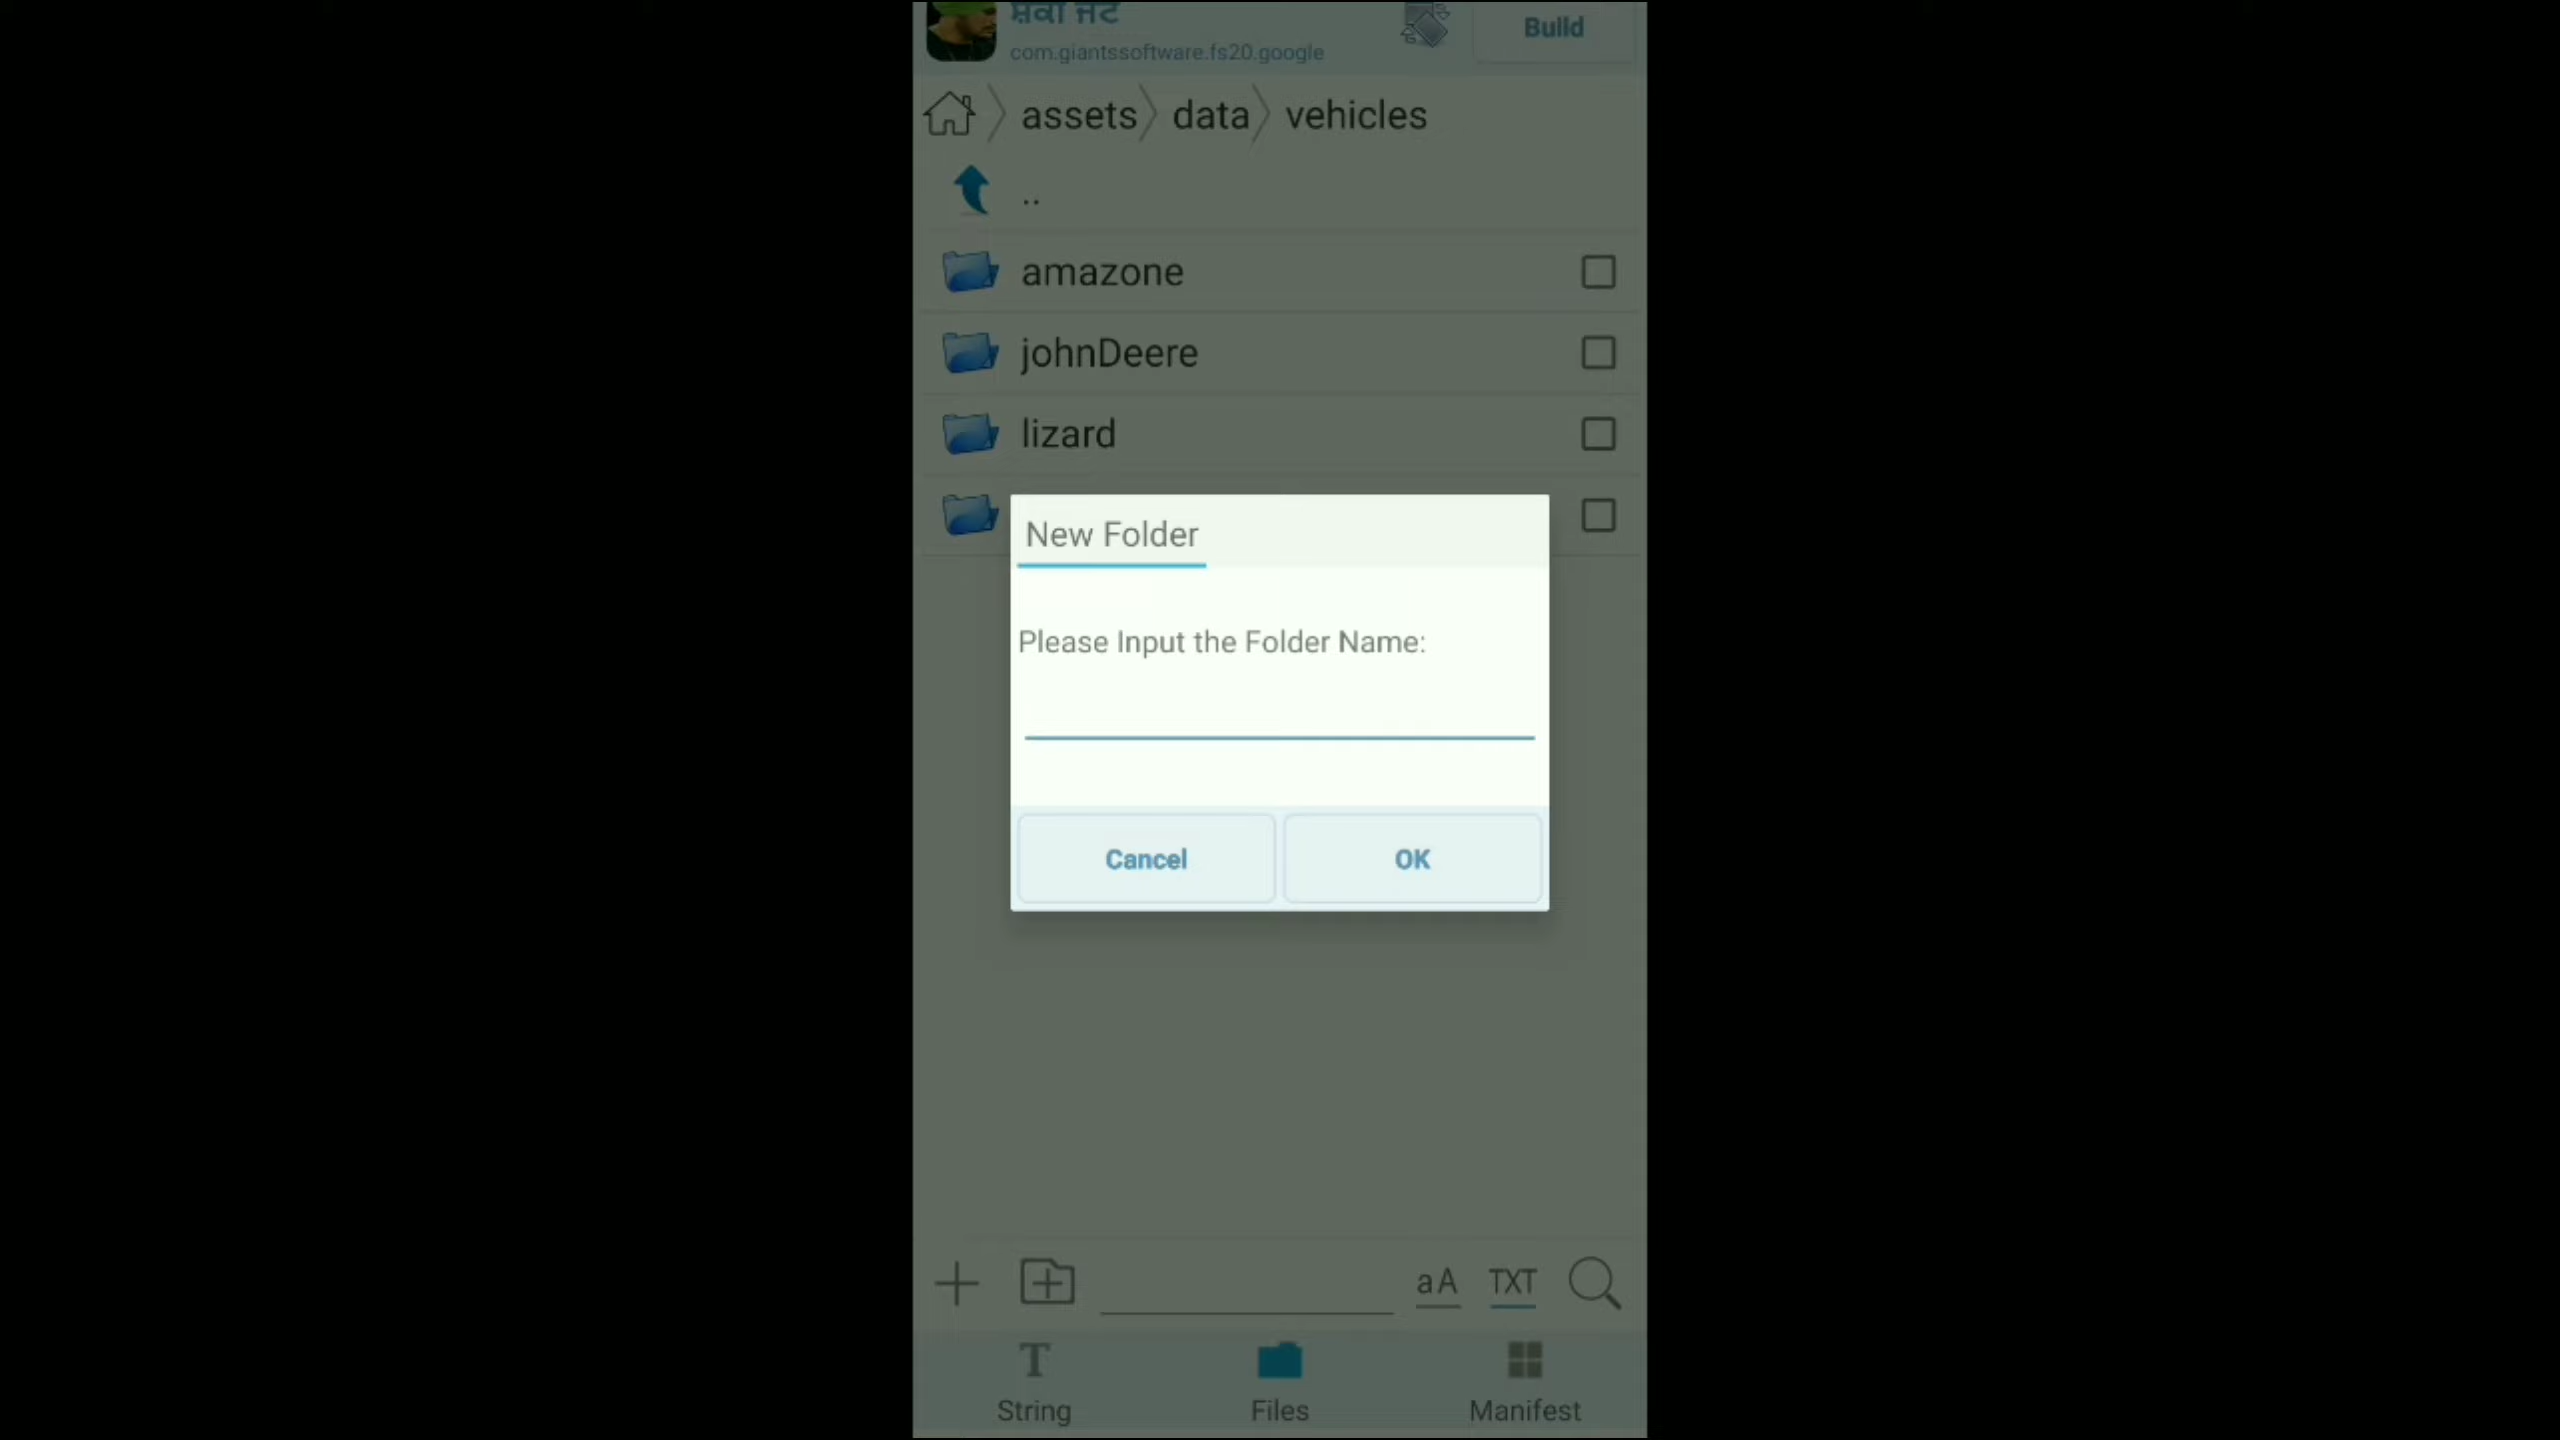 ਸ਼ੌਕੀ ਜੱਟ
com.giantssoftware.fs20.google
Build
assets
data
vehicles
..
amazone
johnDeere
lizard
New Folder
Please Input the Folder Name:
Cancel
OK
aA
TXT
String
Files
Manifest